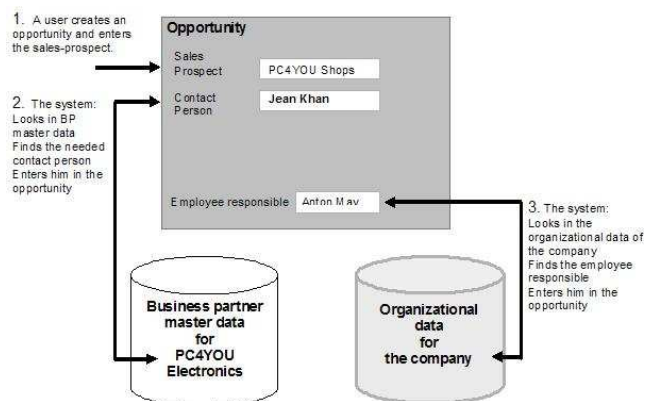 1. A user creates an
opportunity and enters
the sales-prospect.
Opportunity
Sales
Prospect
PC4YOU Shops
Contact
Person
Jean Khan
2. The system:
Looks in BP
master data
Finds the needed
contact person
Enters him in the
opportunity
Employee responsible
Anton May
3. The system:
Looks in the
organizational data of
the company
Finds the employee
responsible
Enters him in the
opportunity
Business partner
master data
for
PC4YOU
Electronics
Organizational
data
for
the company